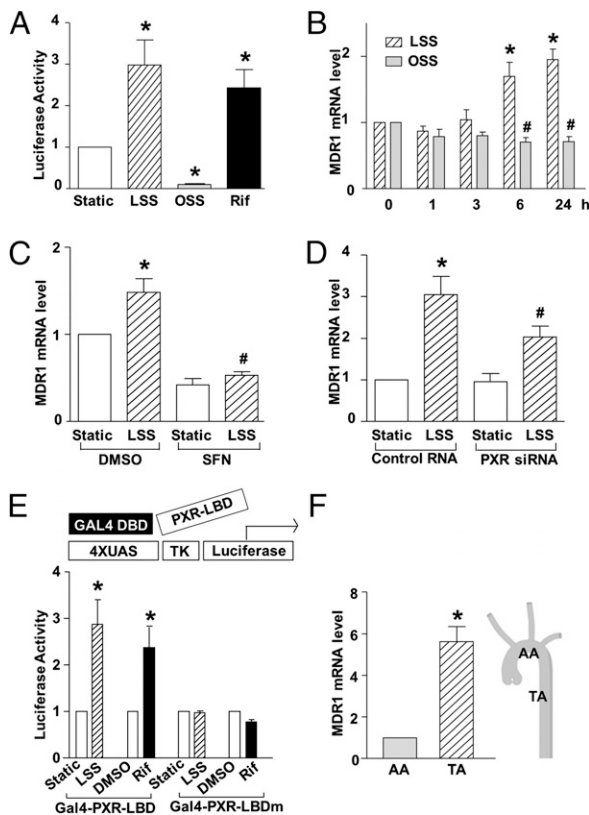 A
Luciferase Activity
4
3
2
1
0
*
*
*
Static LSS OSS Rif
B
MDR1 mRNA level
2
1
0
LSS
OSS
* *
# #
0 1 3 6 24 h
C
MDR1 mRNA level
2
1
0
*
#
Static LSS Static LSS
DMSO SFN
D
MDR1 mRNA level
4
3
2
1
0
*
#
Static LSS Static LSS
Control RNA PXR siRNA
E
GAL4 DBD PXR-LBD
4XUAS TK Luciferase
Luciferase Activity
4
3
2
1
0
* *
Static LSS DMSO Rif Static LSS DMSO Rif
Gal4-PXR-LBD Gal4-PXR-LBDm
F
MDR1 mRNA level
8
6
4
2
0
*
AA TA
AA
TA